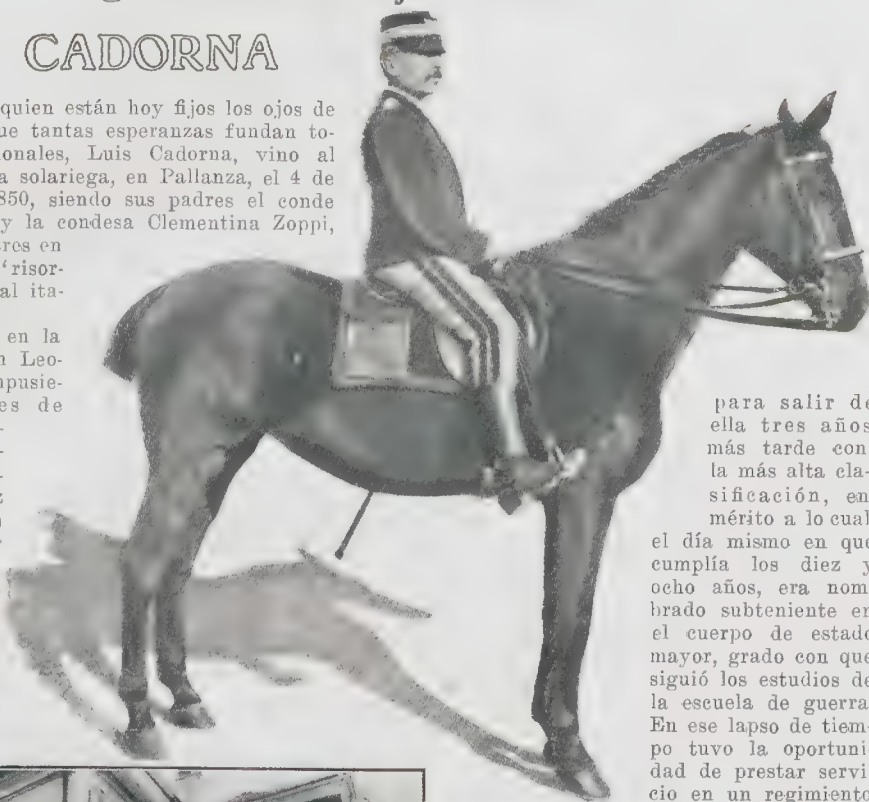 CADORNA
quien están hoy fijos los ojos de
ue tantas esperanzas fundan to-
onales, Luis Cadorna, vino al
a solariega, en Pallanza, el 4 de
850, siendo sus padres el conde
y la condesa Clementina Zoppi,
res en
‘risor-
al ita-
en la
n Leo-
npusie-
es de
para salir de
ella tres años
más tarde con
la más alta cla-
sificación, en
mérito a lo cual
el día mismo en que
cumplía los diez y
ocho años, era nom
brado subteniente en
el cuerpo de estado
mayor, grado con que
siguió los estudios de
la escuela de guerra
En ese lapso de tiem-
po tuvo la oportuni
dad de prestar servi
cio en un regimiento